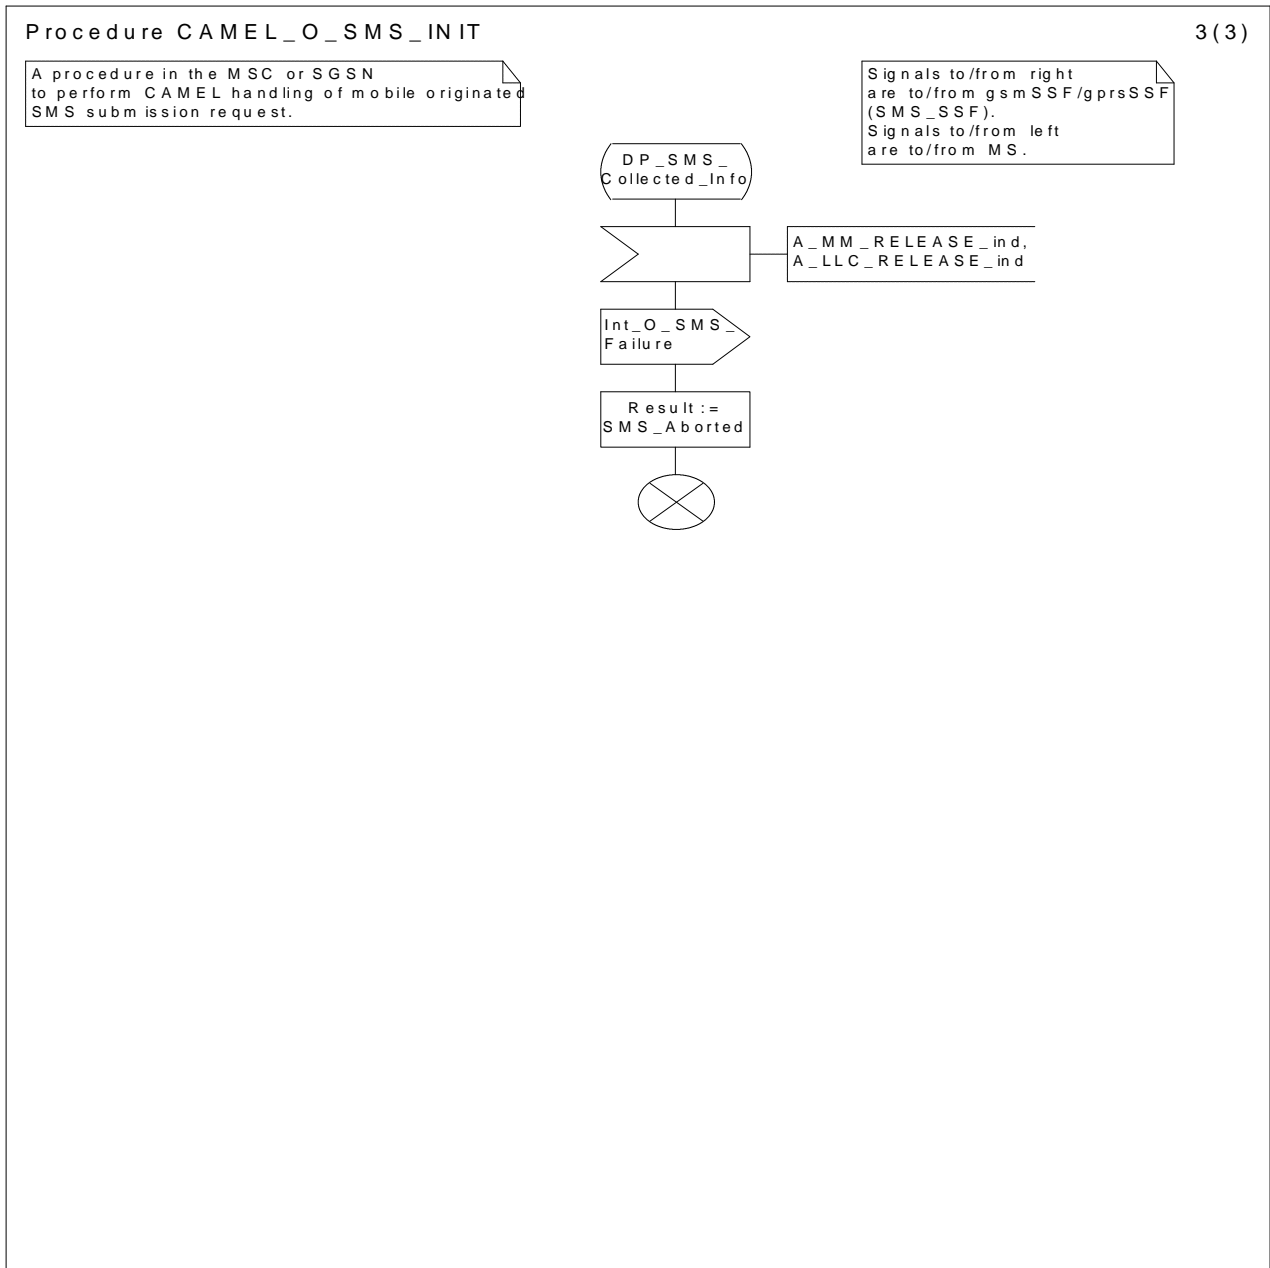 Procedure CAMEL_O_SMS_INIT
3(3)
A procedure in the MSC or SGSN
to perform CAMEL handling of mobile originated
SMS submission request.
Signals to/from right
are to/from gsmSSF/gprsSSF
(SMS_SSF).
Signals to/from left
are to/from MS.
DP_SMS_
Collected_Info
A_MM_RELEASE_ind,
A_LLC_RELEASE_ind
Int_O_SMS_
Failure
Result:=
SMS_Aborted